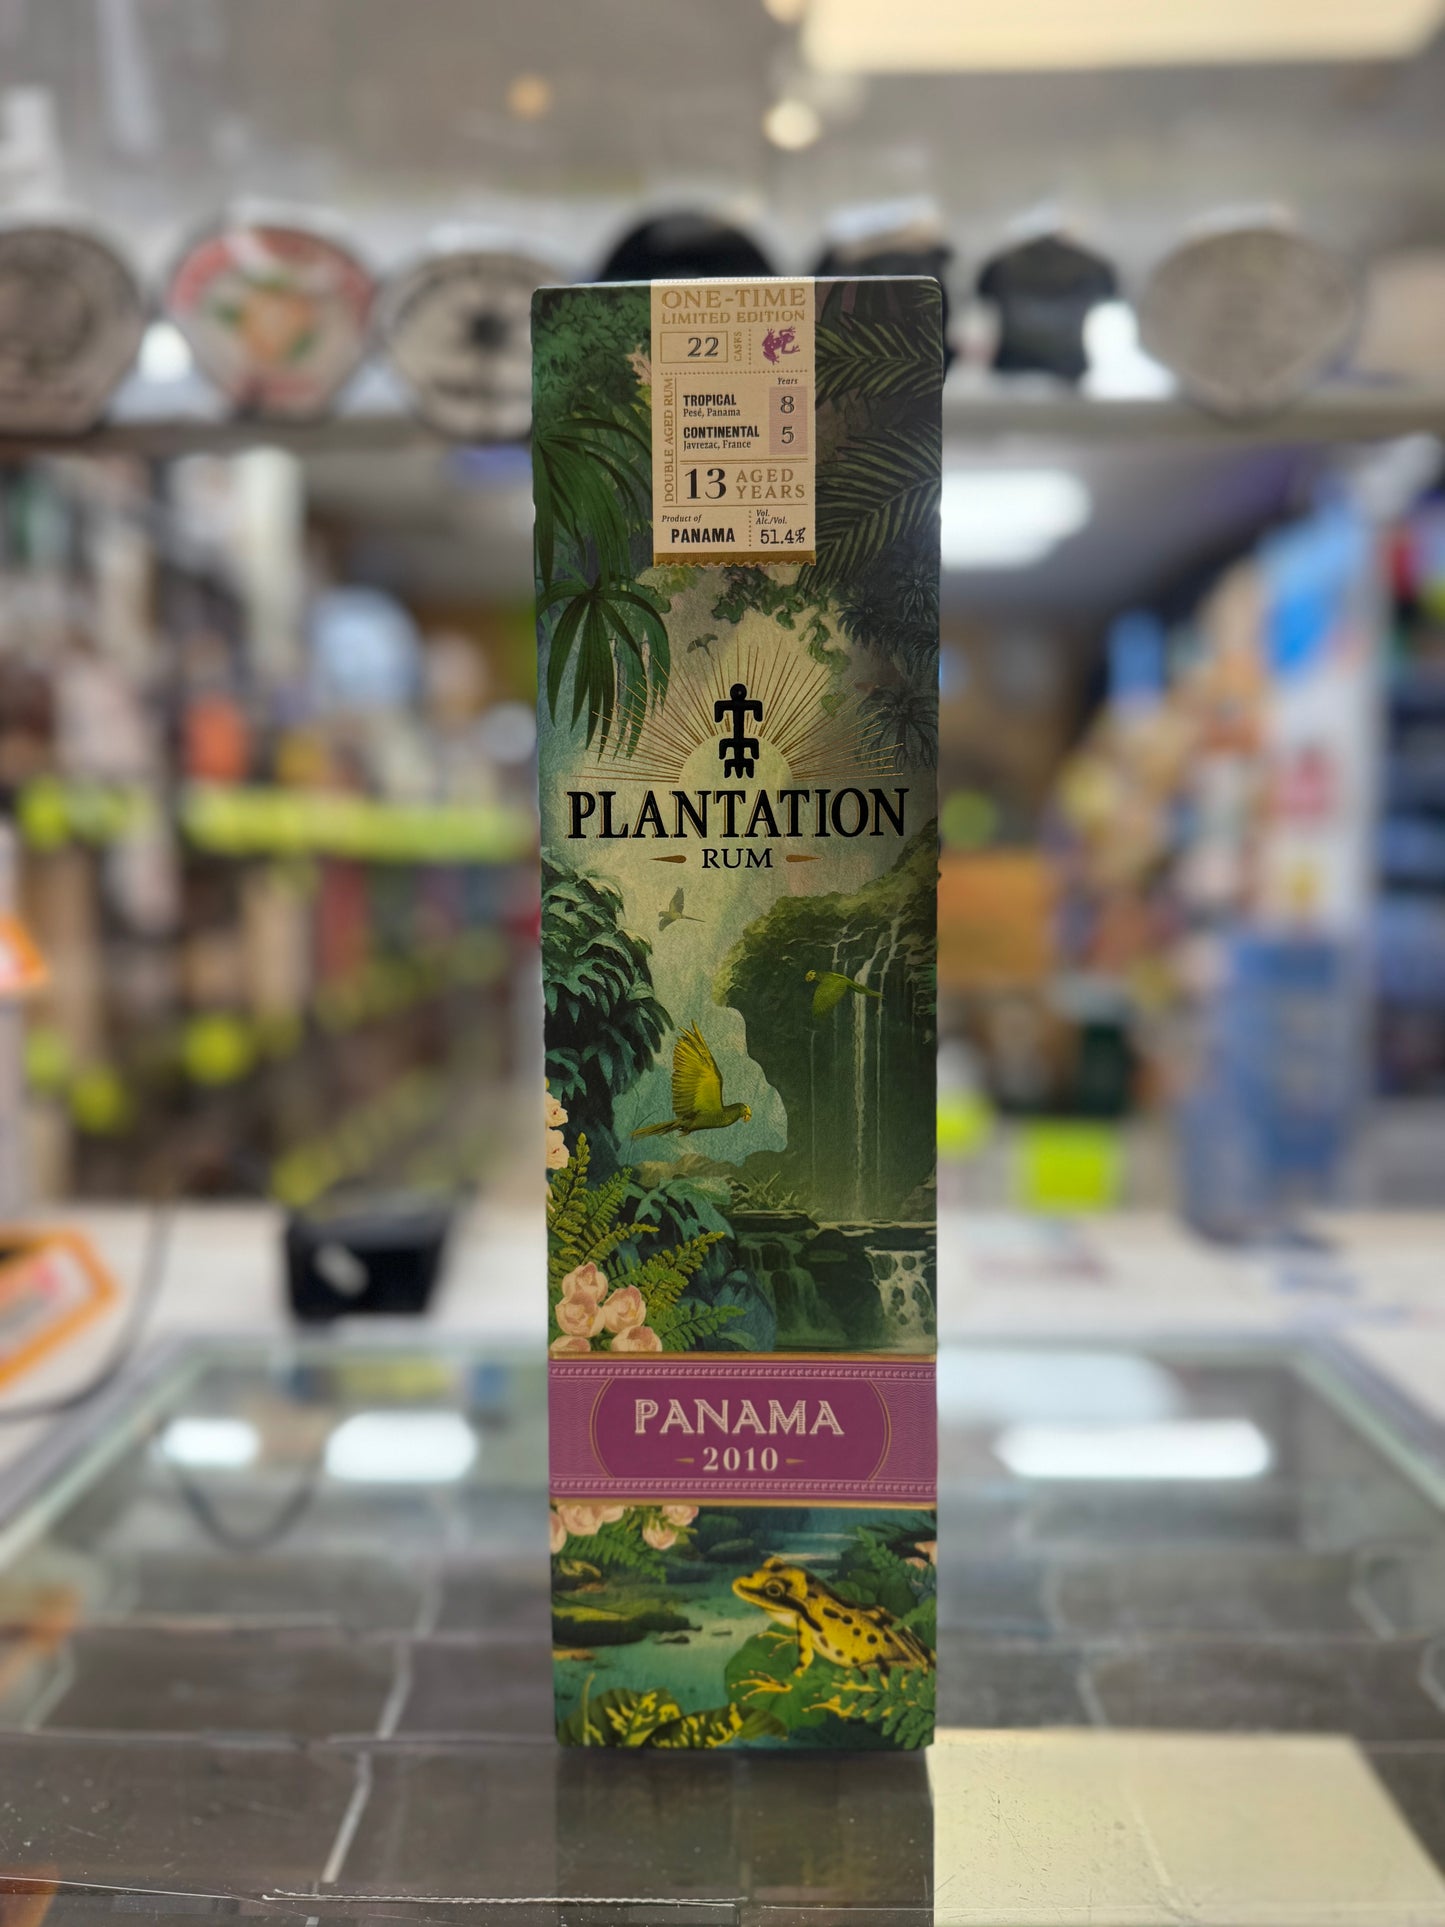 ONE-TIME
LIMITED EDITION
22 CASKS
DOUBLE AGED RUM
Years
TROPICAL 8
Pesé, Panama
CONTINENTAL 5
Javrezac, France
13 AGED YEARS
Product of
PANAMA
Vol.
Alc./Vol.
51.4%
PLANTATION
RUM
PANAMA
2010